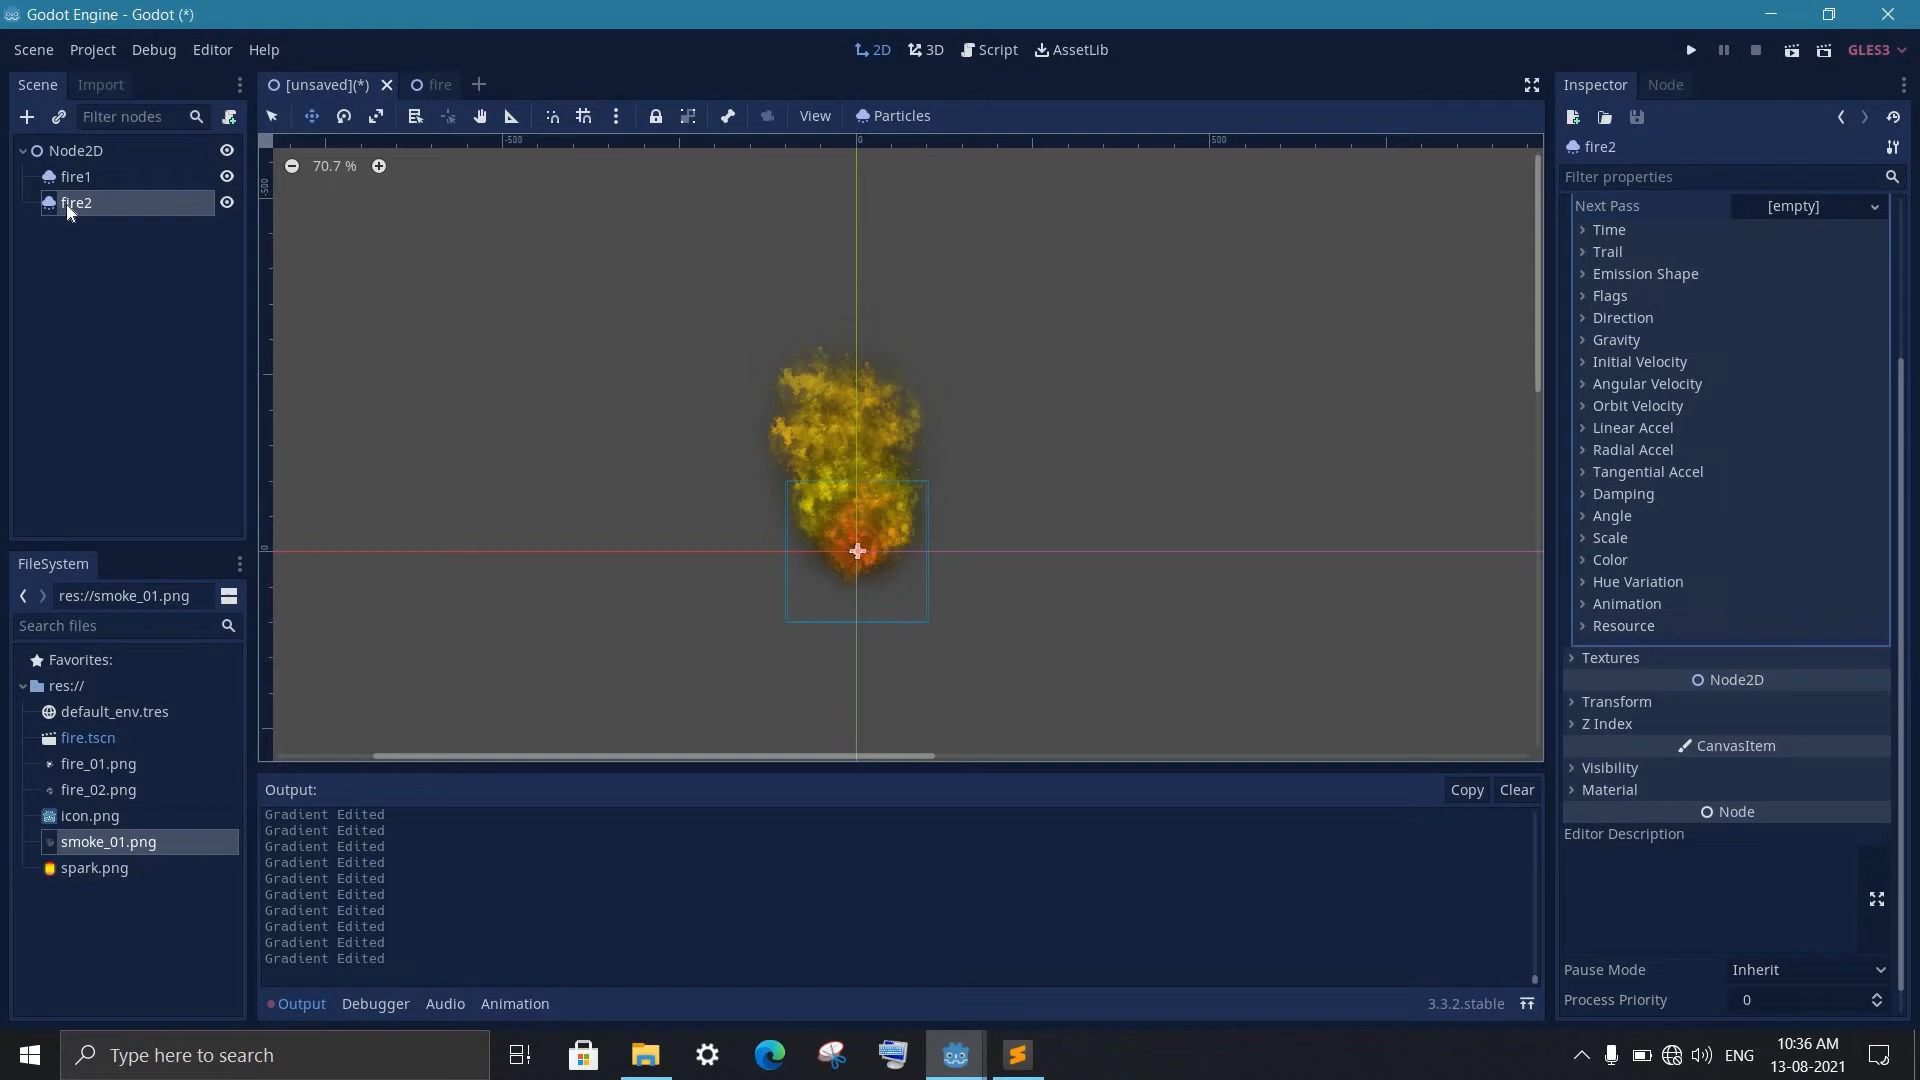 Godot Engine - Godot (*)
Scene Project Debug Editor Help
2D 3D Script AssetLib
GLES3
Scene Import
[unsaved](*) fire
Inspector Node
Filter nodes
View Particles
Node2D
fire1
fire2
70.7 %
-500 0 500
-500
0
fire2
Filter properties
Next Pass [empty]
Time
Trail
Emission Shape
Flags
Direction
Gravity
Initial Velocity
Angular Velocity
Orbit Velocity
Linear Accel
Radial Accel
Tangential Accel
Damping
Angle
Scale
Color
Hue Variation
Animation
Resource
Textures
Node2D
Transform
Z Index
CanvasItem
Visibility
Material
Node
Editor Description
Pause Mode Inherit
Process Priority 0
FileSystem
res://smoke_01.png
Search files
Favorites:
res://
default_env.tres
fire.tscn
fire_01.png
fire_02.png
icon.png
smoke_01.png
spark.png
Output: Copy Clear
Gradient Edited
Gradient Edited
Gradient Edited
Gradient Edited
Gradient Edited
Gradient Edited
Gradient Edited
Gradient Edited
Gradient Edited
Gradient Edited
Output Debugger Audio Animation 3.3.2.stable
Type here to search
ENG
10:36 AM
13-08-2021